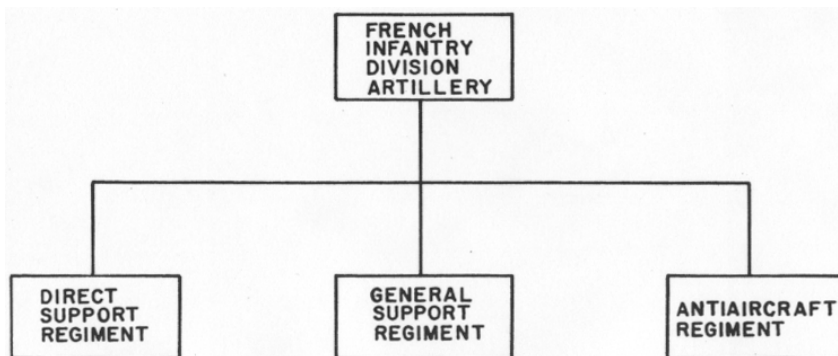 FRENCH
INFANTRY
DIVISION
ARTILLERY
DIRECT
SUPPORT
REGIMENT
GENERAL
SUPPORT
REGIMENT
ANTIAIRCRAFT
REGIMENT